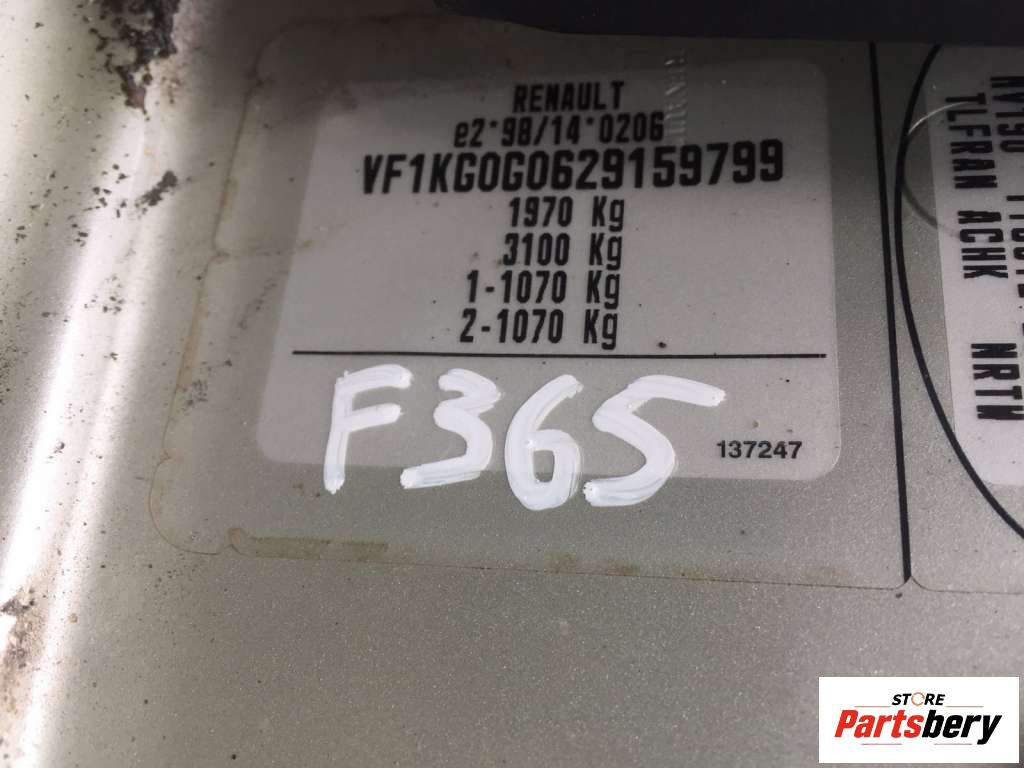 RENAULT
e2*98/14*0206
VF1KG0G0629159799
1970 Kg
3100 Kg
1-1070 Kg
2-1070 Kg
F365
137247
TLFRAN ACHK
NRTW
STORE
Partsbery